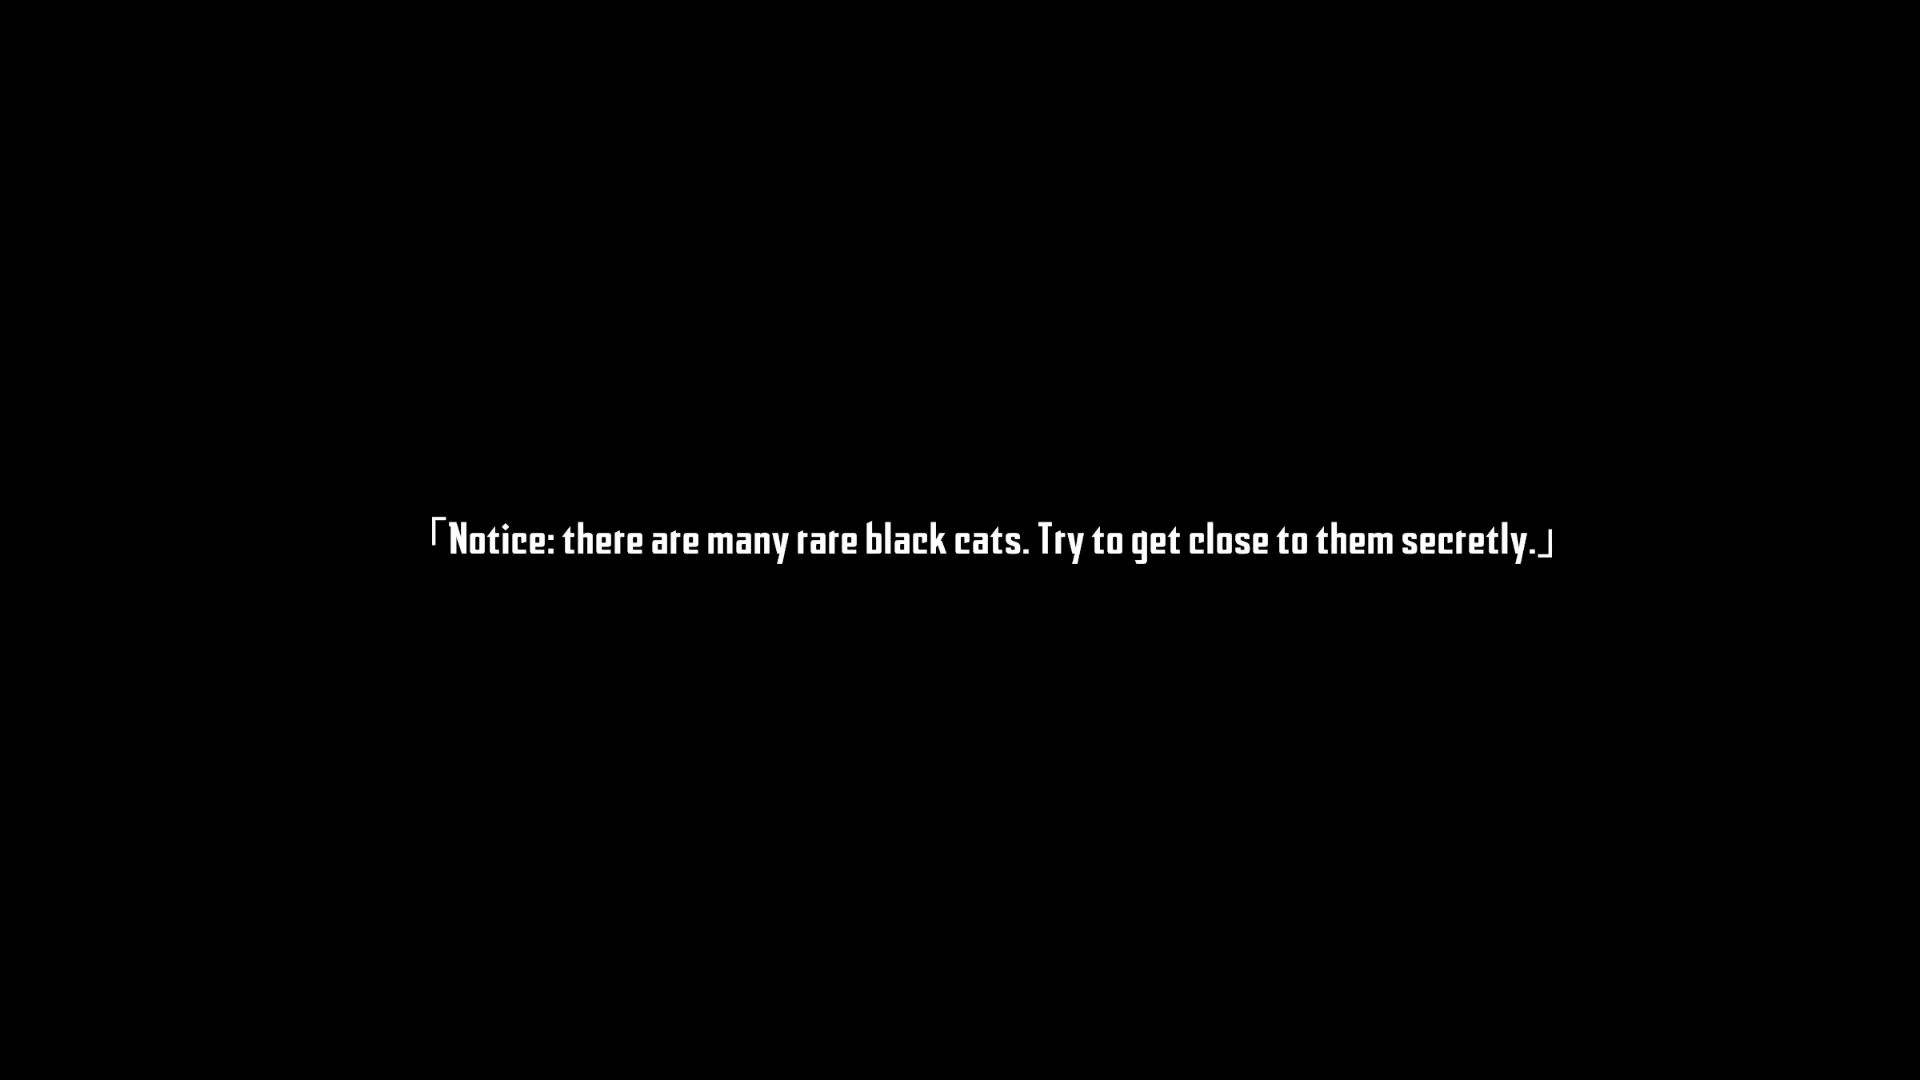 「Notice: there are many rare black cats. Try to get close to them secretly.」